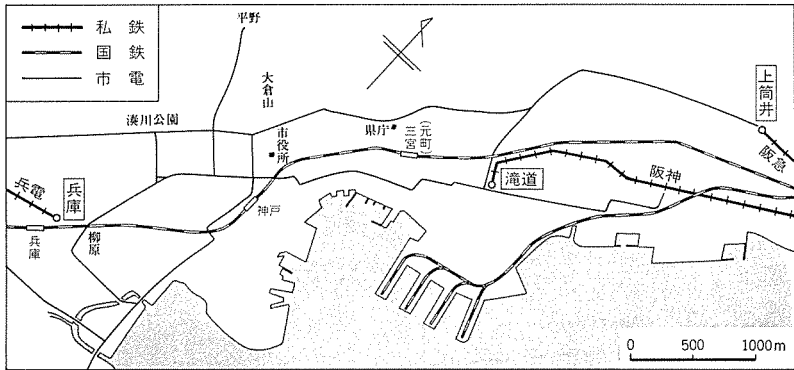 私鉄
国鉄
市電
平野
大倉山
湊川公園
市役所
県庁
三宮
(元町)
上筒井
阪急
滝道
阪神
兵電
兵庫
兵庫
柳原
神戸
0 500 1000m